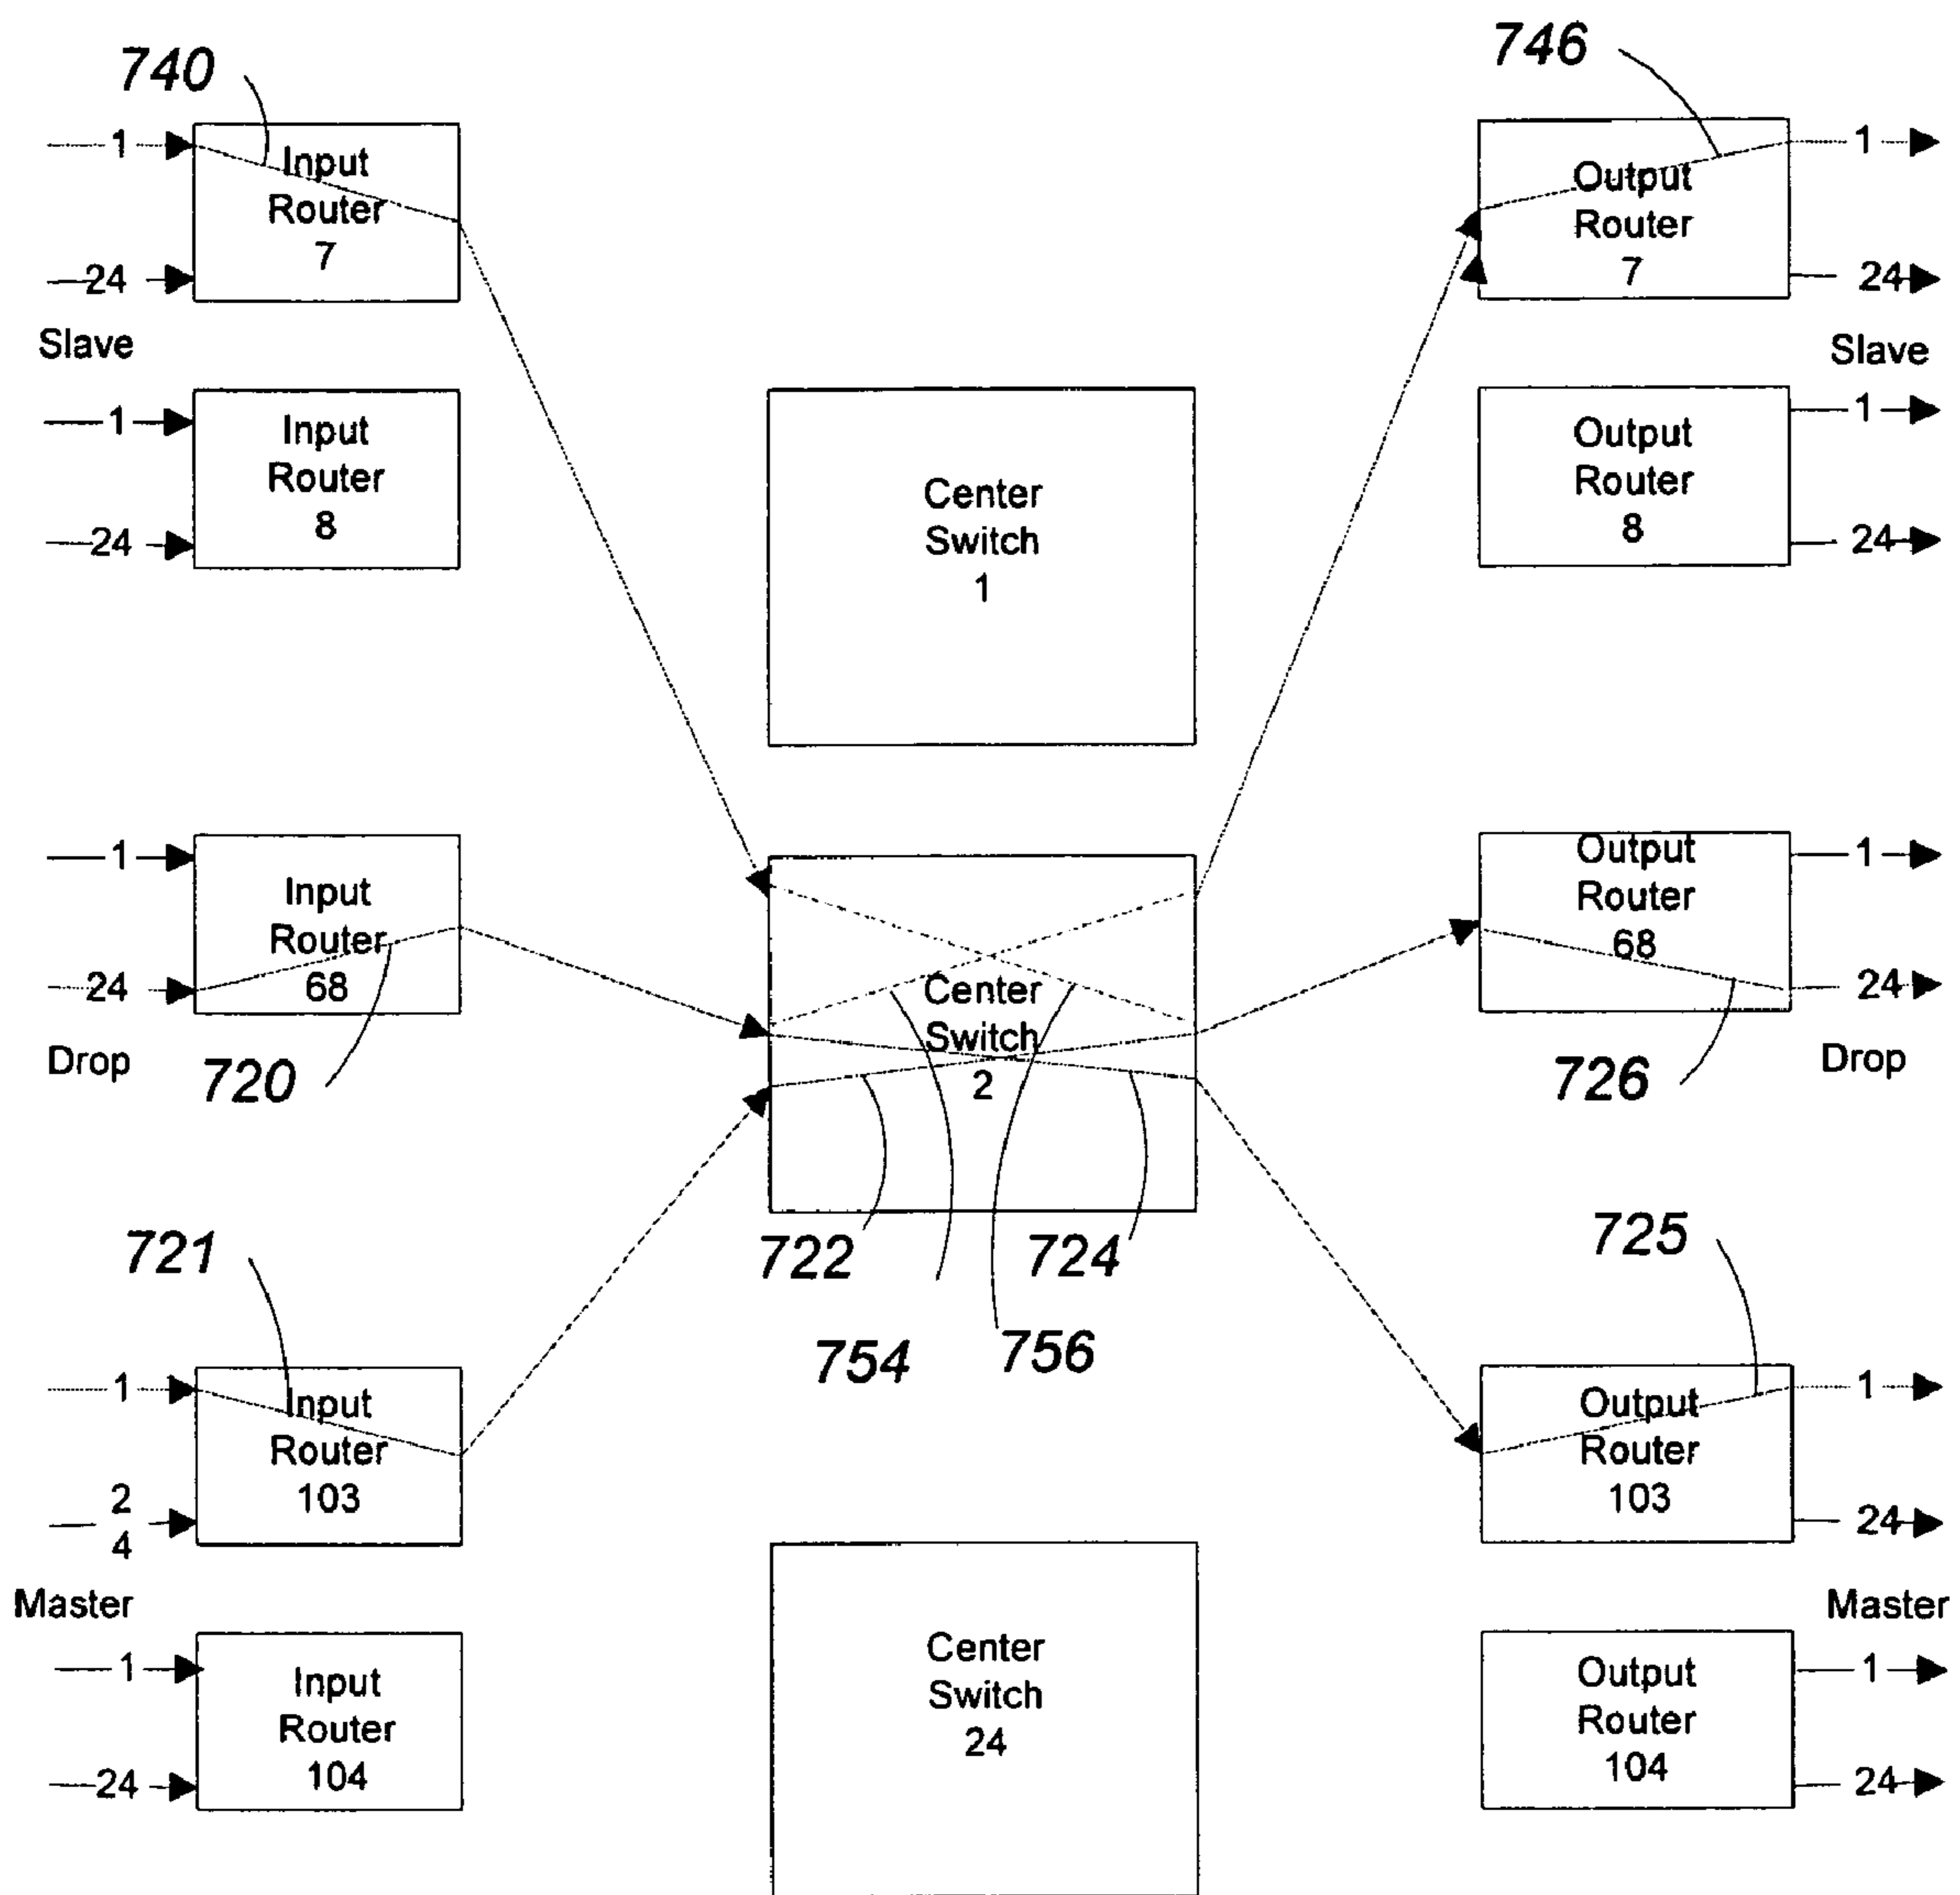 740
746
1
Input
Router
7
24
Slave
1
Input
Router
8
24
1
Output
Router
7
24
Slave
1
Output
Router
8
24
Center
Switch
1
1
Input
Router
68
24
Drop
720
Center
Switch
2
1
Output
Router
68
24
Drop
726
722
724
754
756
721
725
1
Input
Router
103
2
4
Master
1
Input
Router
104
24
Center
Switch
24
1
Output
Router
103
24
Master
1
Output
Router
104
24